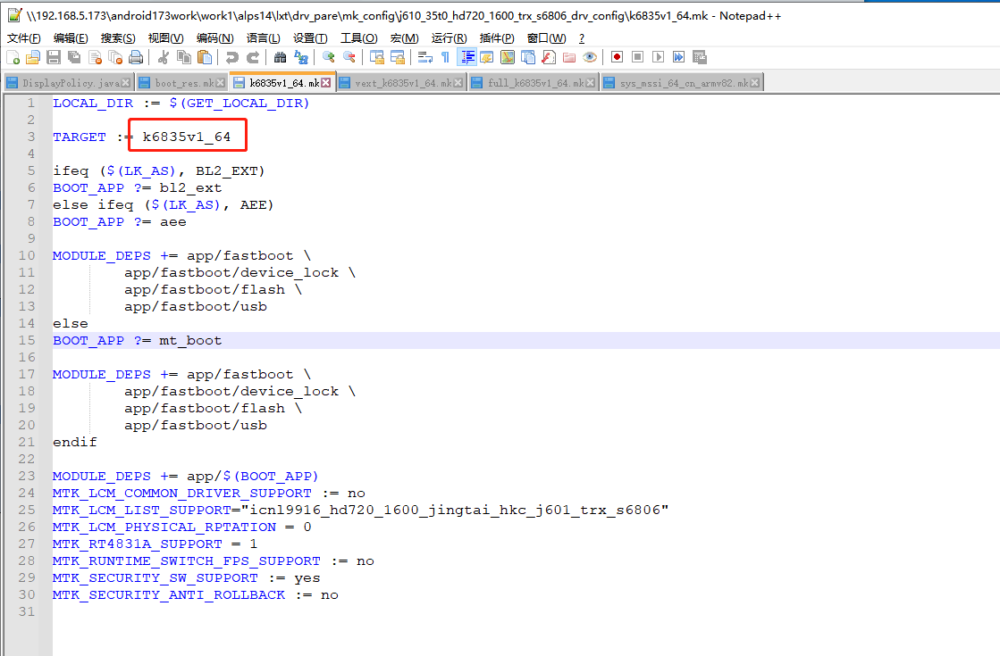 \\192.168.5.173\android173work\work1\alps14\lxt\drv_pare\mk_config\j610_35t0_hd720_1600_trx_s6806_drv_config\k6835v1_64.mk - Notepad++
文件(F) 编辑(E) 搜索(S) 视图(V) 编码(N) 语言(L) 设置(T) 工具(O) 宏(M) 运行(R) 插件(P) 窗口(W) ?
DisplayPolicy.java boot_res.mk k6835v1_64.mk vext_k6835v1_64.mk full_k6835v1_64.mk sys_mssi_64_cn_armv82.mk
1 LOCAL_DIR := $(GET_LOCAL_DIR)
2
3 TARGET := k6835v1_64
4
5 ifeq ($(LK_AS), BL2_EXT)
6 BOOT_APP ?= bl2_ext
7 else ifeq ($(LK_AS), AEE)
8 BOOT_APP ?= aee
9
10 MODULE_DEPS += app/fastboot \
11 app/fastboot/device_lock \
12 app/fastboot/flash \
13 app/fastboot/usb
14 else
15 BOOT_APP ?= mt_boot
16
17 MODULE_DEPS += app/fastboot \
18 app/fastboot/device_lock \
19 app/fastboot/flash \
20 app/fastboot/usb
21 endif
22
23 MODULE_DEPS += app/$(BOOT_APP)
24 MTK_LCM_COMMON_DRIVER_SUPPORT := no
25 MTK_LCM_LIST_SUPPORT="icnl9916_hd720_1600_jingtai_hkc_j601_trx_s6806"
26 MTK_LCM_PHYSICAL_RPTATION = 0
27 MTK_RT4831A_SUPPORT = 1
28 MTK_RUNTIME_SWITCH_FPS_SUPPORT := no
29 MTK_SECURITY_SW_SUPPORT := yes
30 MTK_SECURITY_ANTI_ROLLBACK := no
31